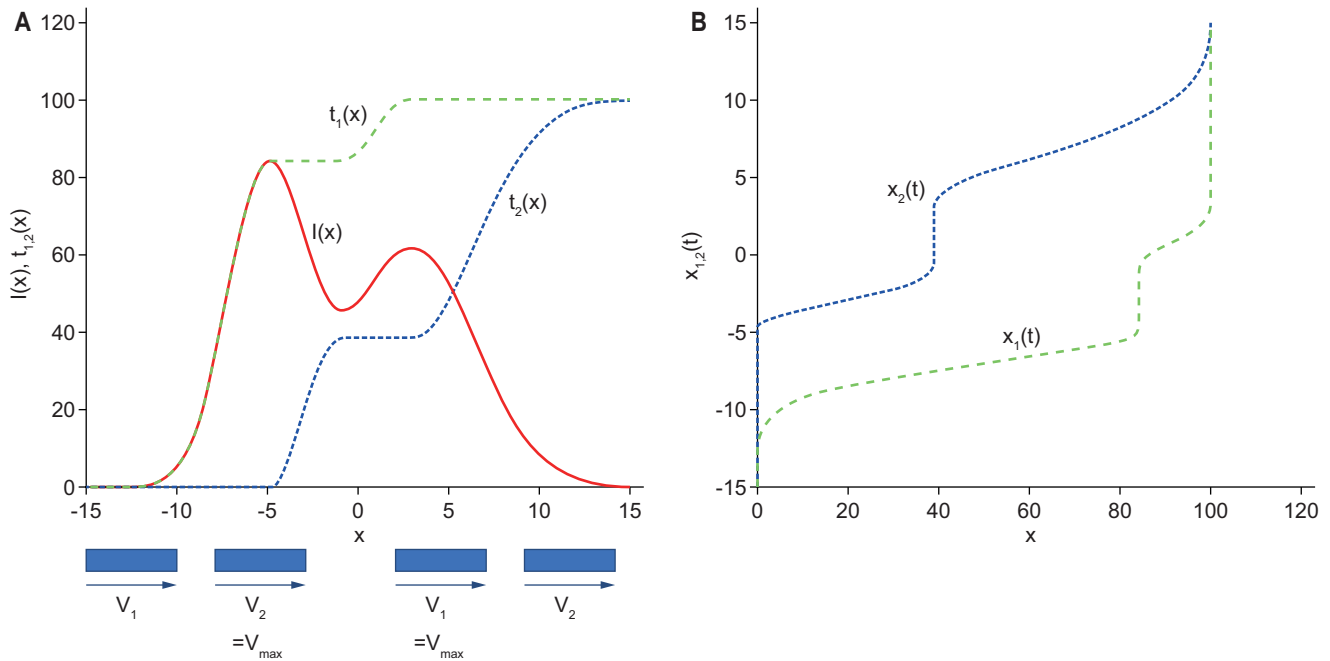 A
120
100
80
60
40
20
0
I(x), t1,2(x)
t1(x)
I(x)
t2(x)
-15 -10 -5 0 5 10 15
x
V1 V2 V1 V2
=Vmax =Vmax
B
15
10
5
0
-5
-10
-15
x1,2(t)
x2(t)
x1(t)
0 20 40 60 80 100 120
x